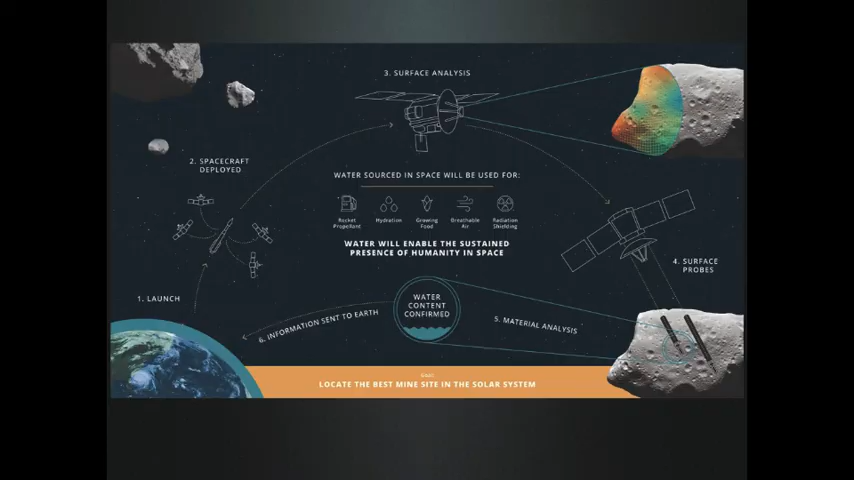 3. SURFACE ANALYSIS
2. SPACECRAFT
DEPLOYED
WATER SOURCED IN SPACE WILL BE USED FOR:
Rocket
Propellant
Hydration
Growing
Food
Breathable
Air
Radiation
Shielding
WATER WILL ENABLE THE SUSTAINED
PRESENCE OF HUMANITY IN SPACE
4. SURFACE
PROBES
1. LAUNCH
WATER
CONTENT
CONFIRMED
5. MATERIAL ANALYSIS
6. INFORMATION SENT TO EARTH
LOCATE THE BEST MINE SITE IN THE SOLAR SYSTEM